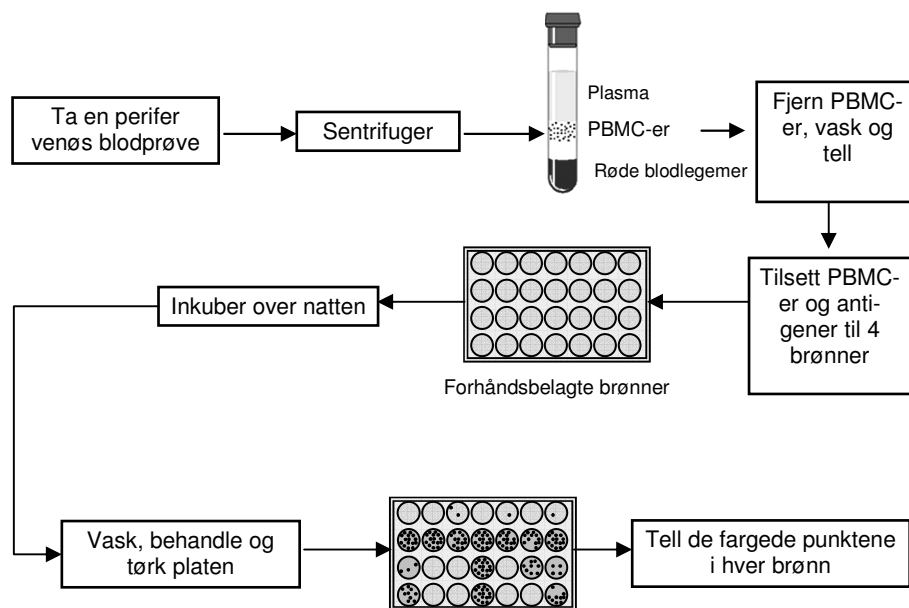 Ta en perifer
venøs blodprøve
Sentrifuger
Plasma
PBMC-er
Røde blodlegemer
Fjern PBMC-
er, vask og
tell
Tilsett PBMC-
er og anti-
gener til 4
brønner
Forhåndsbelagte brønner
Inkuber over natten
Vask, behandle og
tørk platen
Tell de fargede punktene
i hver brønn